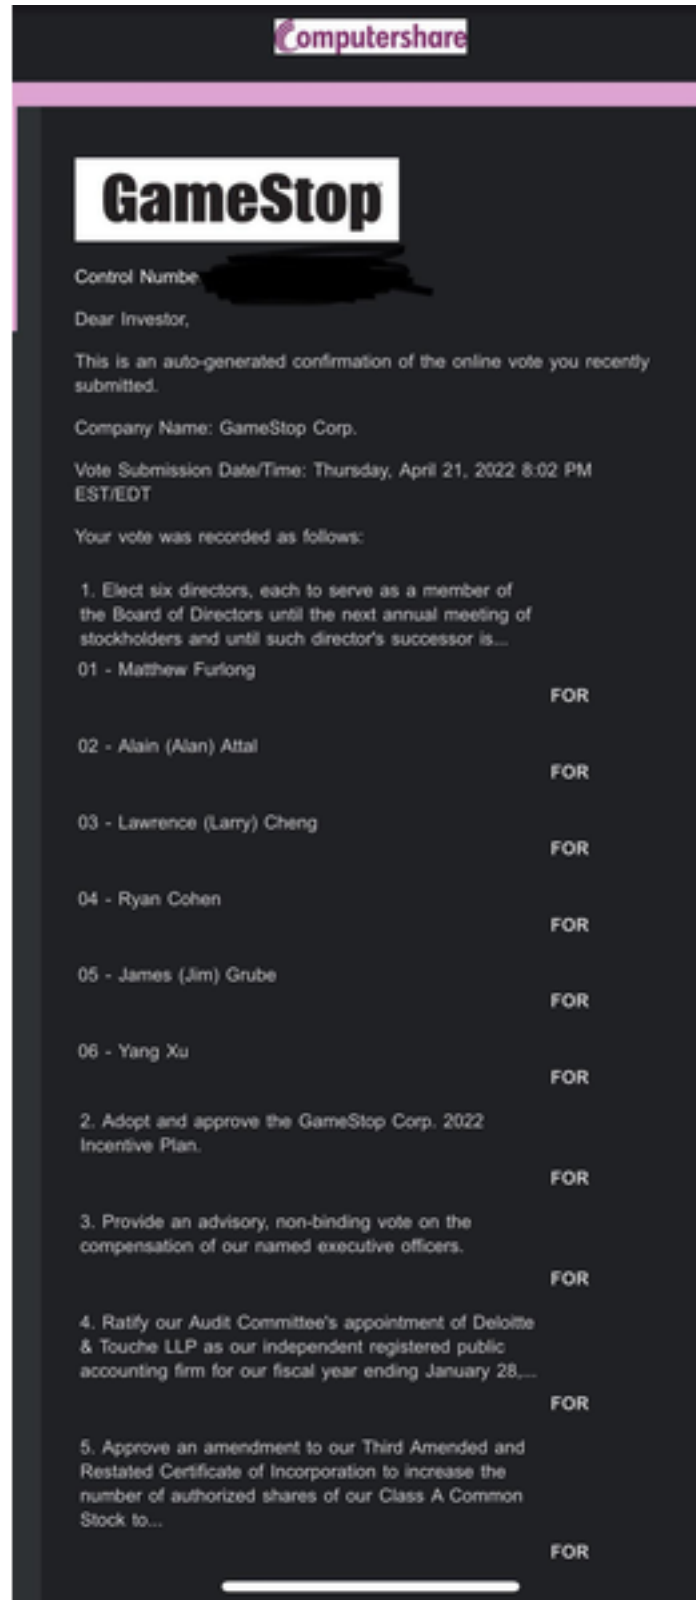 Computershare
GameStop
Control Numbe
Dear Investor,
This is an auto-generated confirmation of the online vote you recently
submitted.
Company Name: GameStop Corp.
Vote Submission Date/Time: Thursday, April 21, 2022 8:02 PM
EST/EDT
Your vote was recorded as follows:
1. Elect six directors, each to serve as a member of
the Board of Directors until the next annual meeting of
stockholders and until such director's successor is...
01 - Matthew Furlong
FOR
02 - Alain (Alan) Attal
FOR
03 - Lawrence (Larry) Cheng
FOR
04 - Ryan Cohen
FOR
05 - James (Jim) Grube
FOR
06 - Yang Xu
FOR
2. Adopt and approve the GameStop Corp. 2022
Incentive Plan.
FOR
3. Provide an advisory, non-binding vote on the
compensation of our named executive officers.
FOR
4. Ratify our Audit Committee's appointment of Deloitte
& Touche LLP as our independent registered public
accounting firm for our fiscal year ending January 28,...
FOR
5. Approve an amendment to our Third Amended and
Restated Certificate of Incorporation to increase the
number of authorized shares of our Class A Common
Stock to...
FOR